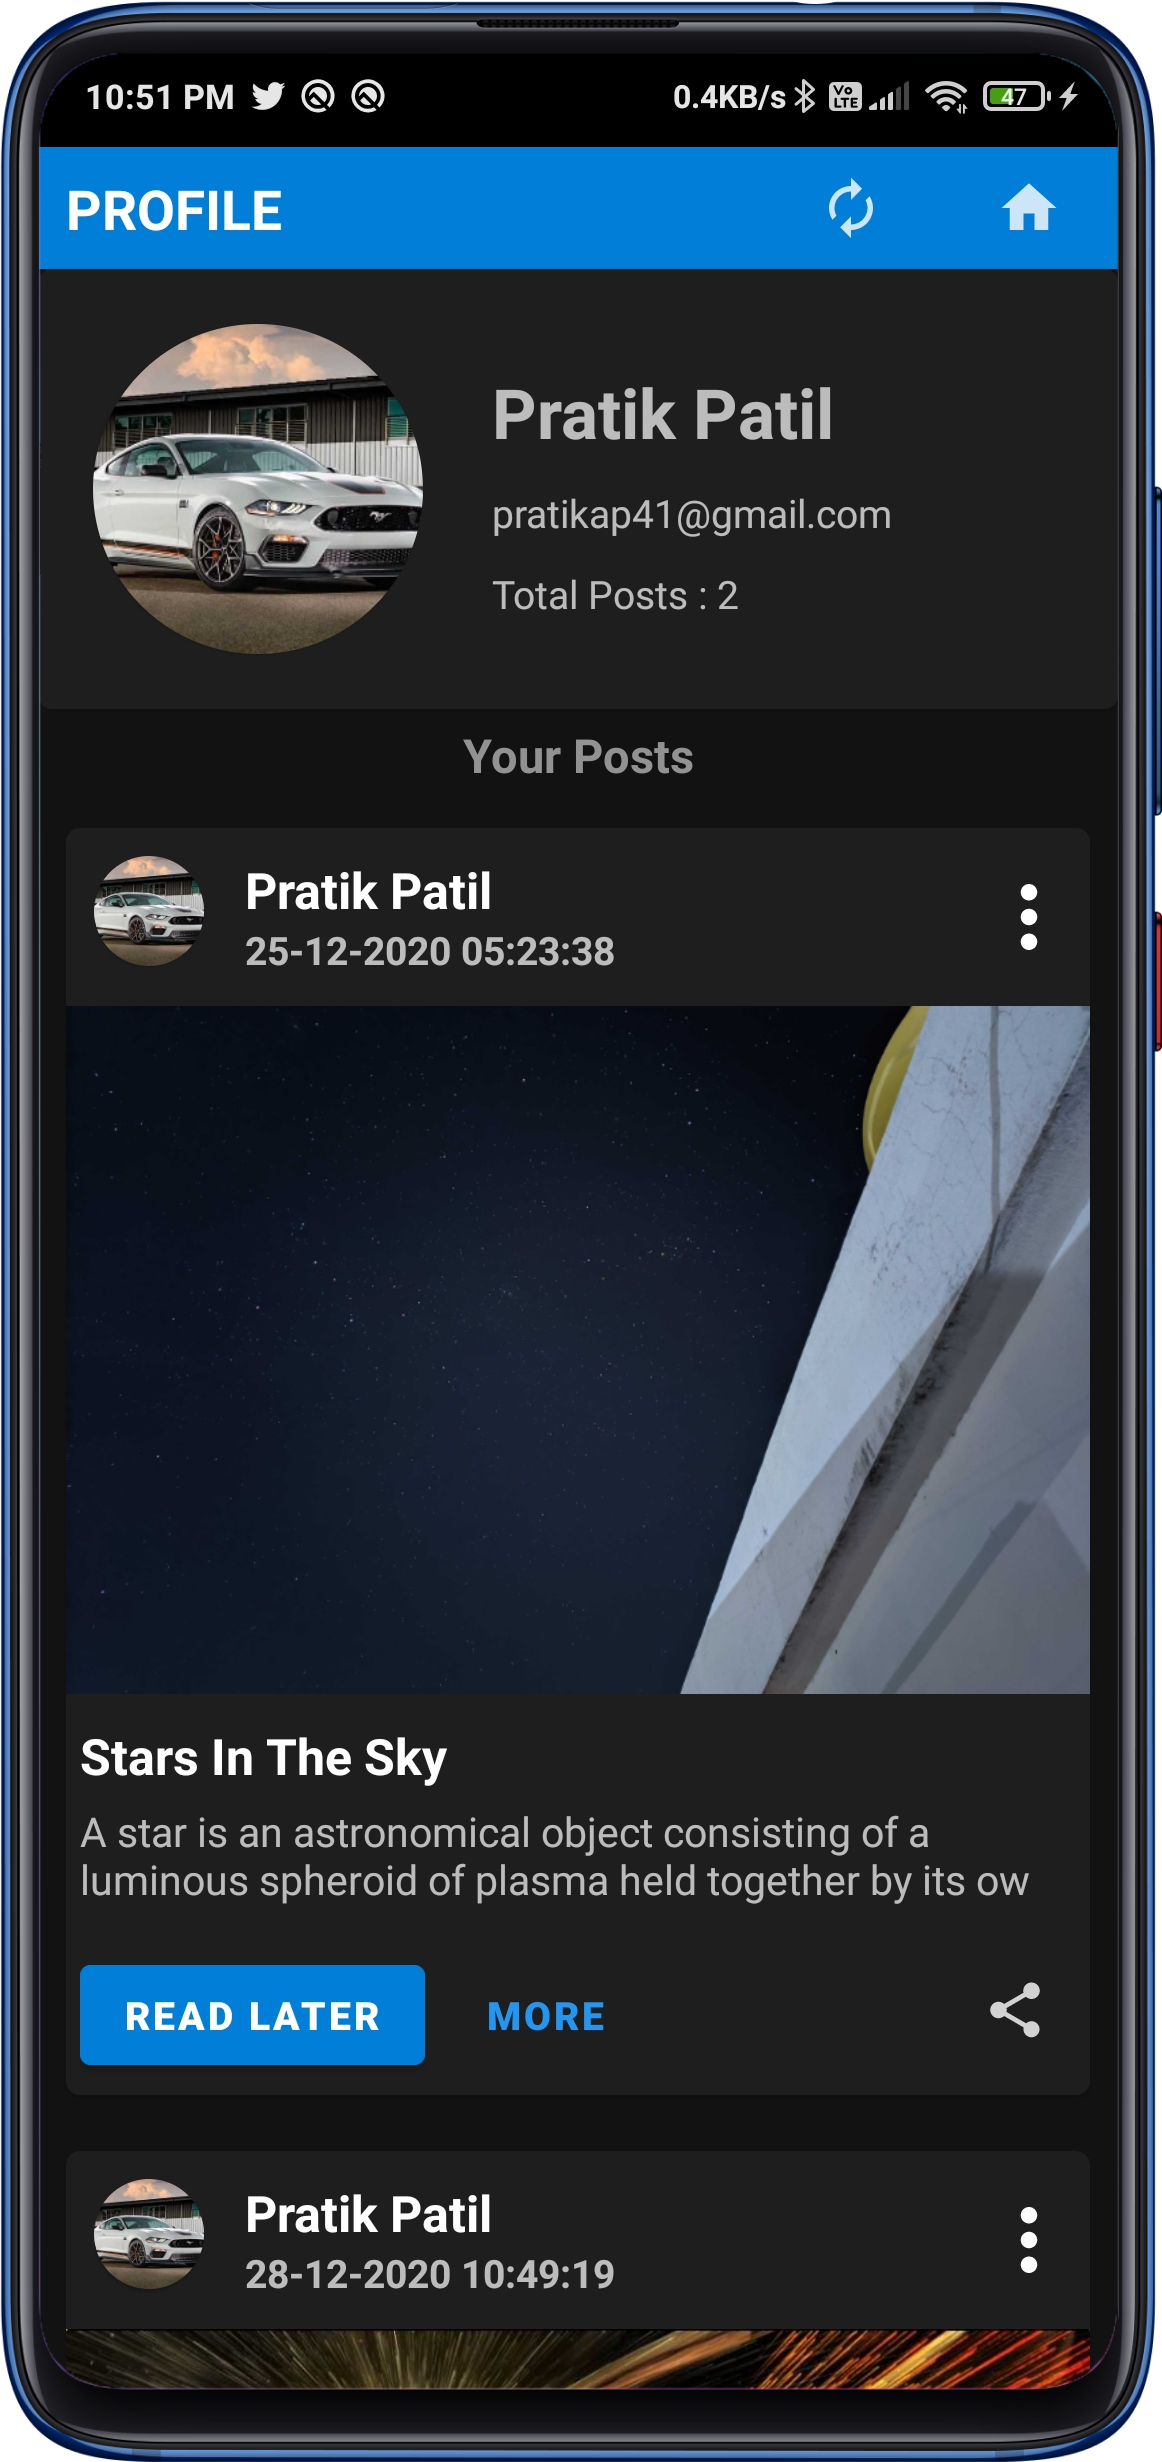 10:51 PM
0.4KB/s
Vo
LTE
47
PROFILE
Pratik Patil
pratikap41@gmail.com
Total Posts : 2
Your Posts
Pratik Patil
25-12-2020 05:23:38
Stars In The Sky
A star is an astronomical object consisting of a
luminous spheroid of plasma held together by its ow
READ LATER
MORE
Pratik Patil
28-12-2020 10:49:19